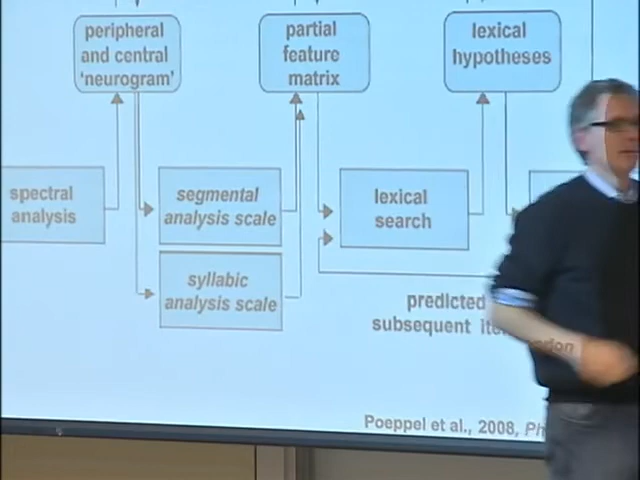 peripheral
and central
'neurogram'
partial
feature
matrix
lexical
hypotheses
spectral
analysis
segmental
analysis scale
lexical
search
syllabic
analysis scale
predicted
subsequent
Poeppel et al., 2008,